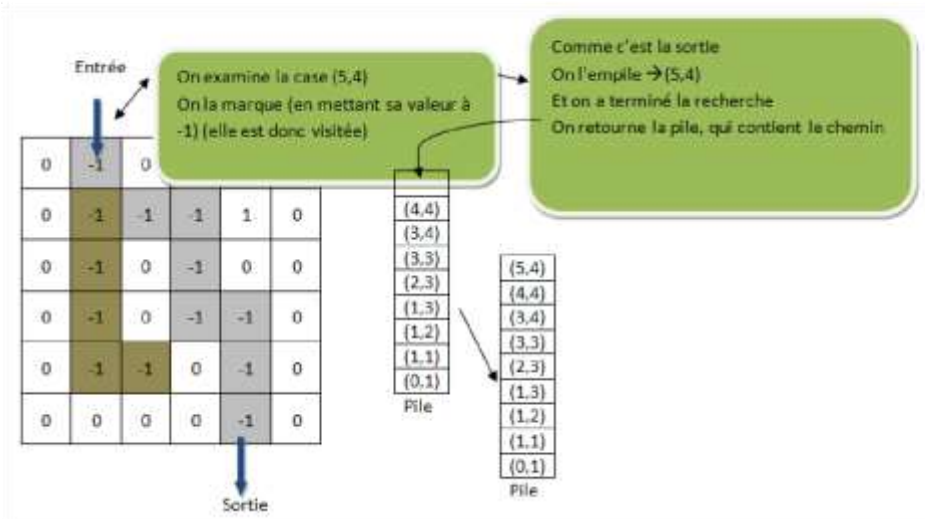 Entrée
On examine la case (5,4)
On la marque (en mettant sa valeur à
-1) (elle est donc visitée)
Comme c'est la sortie
On l'empile → (5,4)
Et on a terminé la recherche
On retourne la pile, qui contient le chemin
0 -1 0
0 -1 -1 -1 1 0
0 -1 0 -1 0 0
0 -1 0 -1 -1 0
0 -1 -1 0 -1 0
0 0 0 0 -1 0
Sortie
(4,4)
(3,4)
(3,3)
(2,3)
(1,3)
(1,2)
(1,1)
(0,1)
Pile
(5,4)
(4,4)
(3,4)
(3,3)
(2,3)
(1,3)
(1,2)
(1,1)
(0,1)
Pile